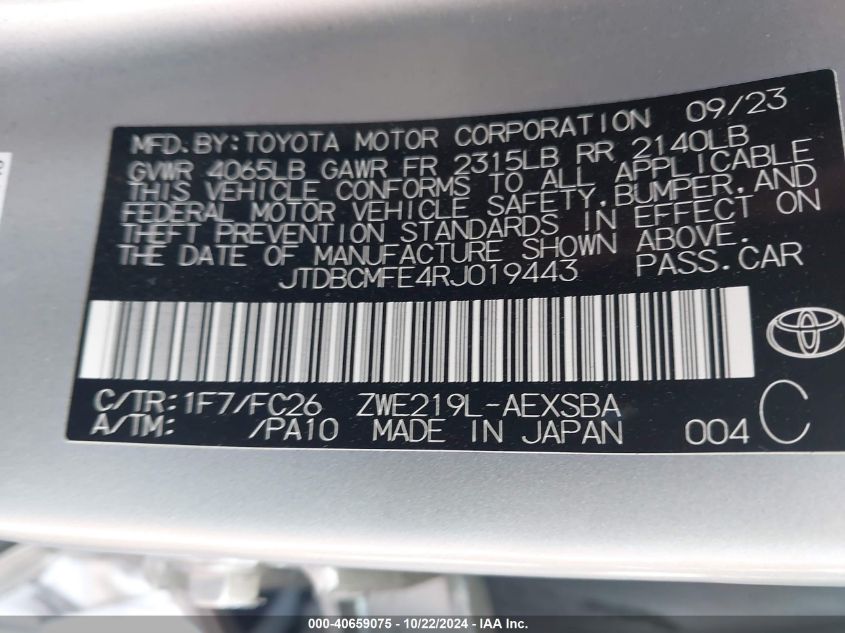 MFD.BY:TOYOTA MOTOR CORPORATION 09/23
GVWR 4065LB GAWR FR 2315LB RR 2140LB
THIS VEHICLE CONFORMS TO ALL APPLICABLE
FEDERAL MOTOR VEHICLE SAFETY,BUMPER,AND
THEFT PREVENTION STANDARDS IN EFFECT ON
THE DATE OF MANUFACTURE SHOWN ABOVE.
JTDBCMFE4RJ019443 PASS.CAR
C/TR:1F7/FC26 ZWE219L-AEXSBA
A/TM: /PA10 MADE IN JAPAN 004 C
000-40659075 - 10/22/2024 - IAA Inc.